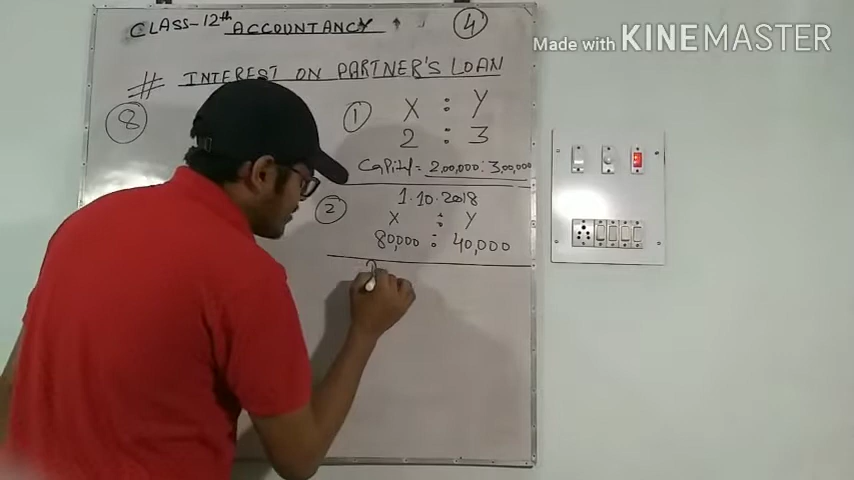 CLASS-12th ACCOUNTANCY
4
Made with KINEMASTER
# INTEREST ON PARTNER'S LOAN
8
1 X : Y
2 : 3
Capital = 2,00,000 : 3,00,000
1.10.2018
2 X : Y
80,000 : 40,000